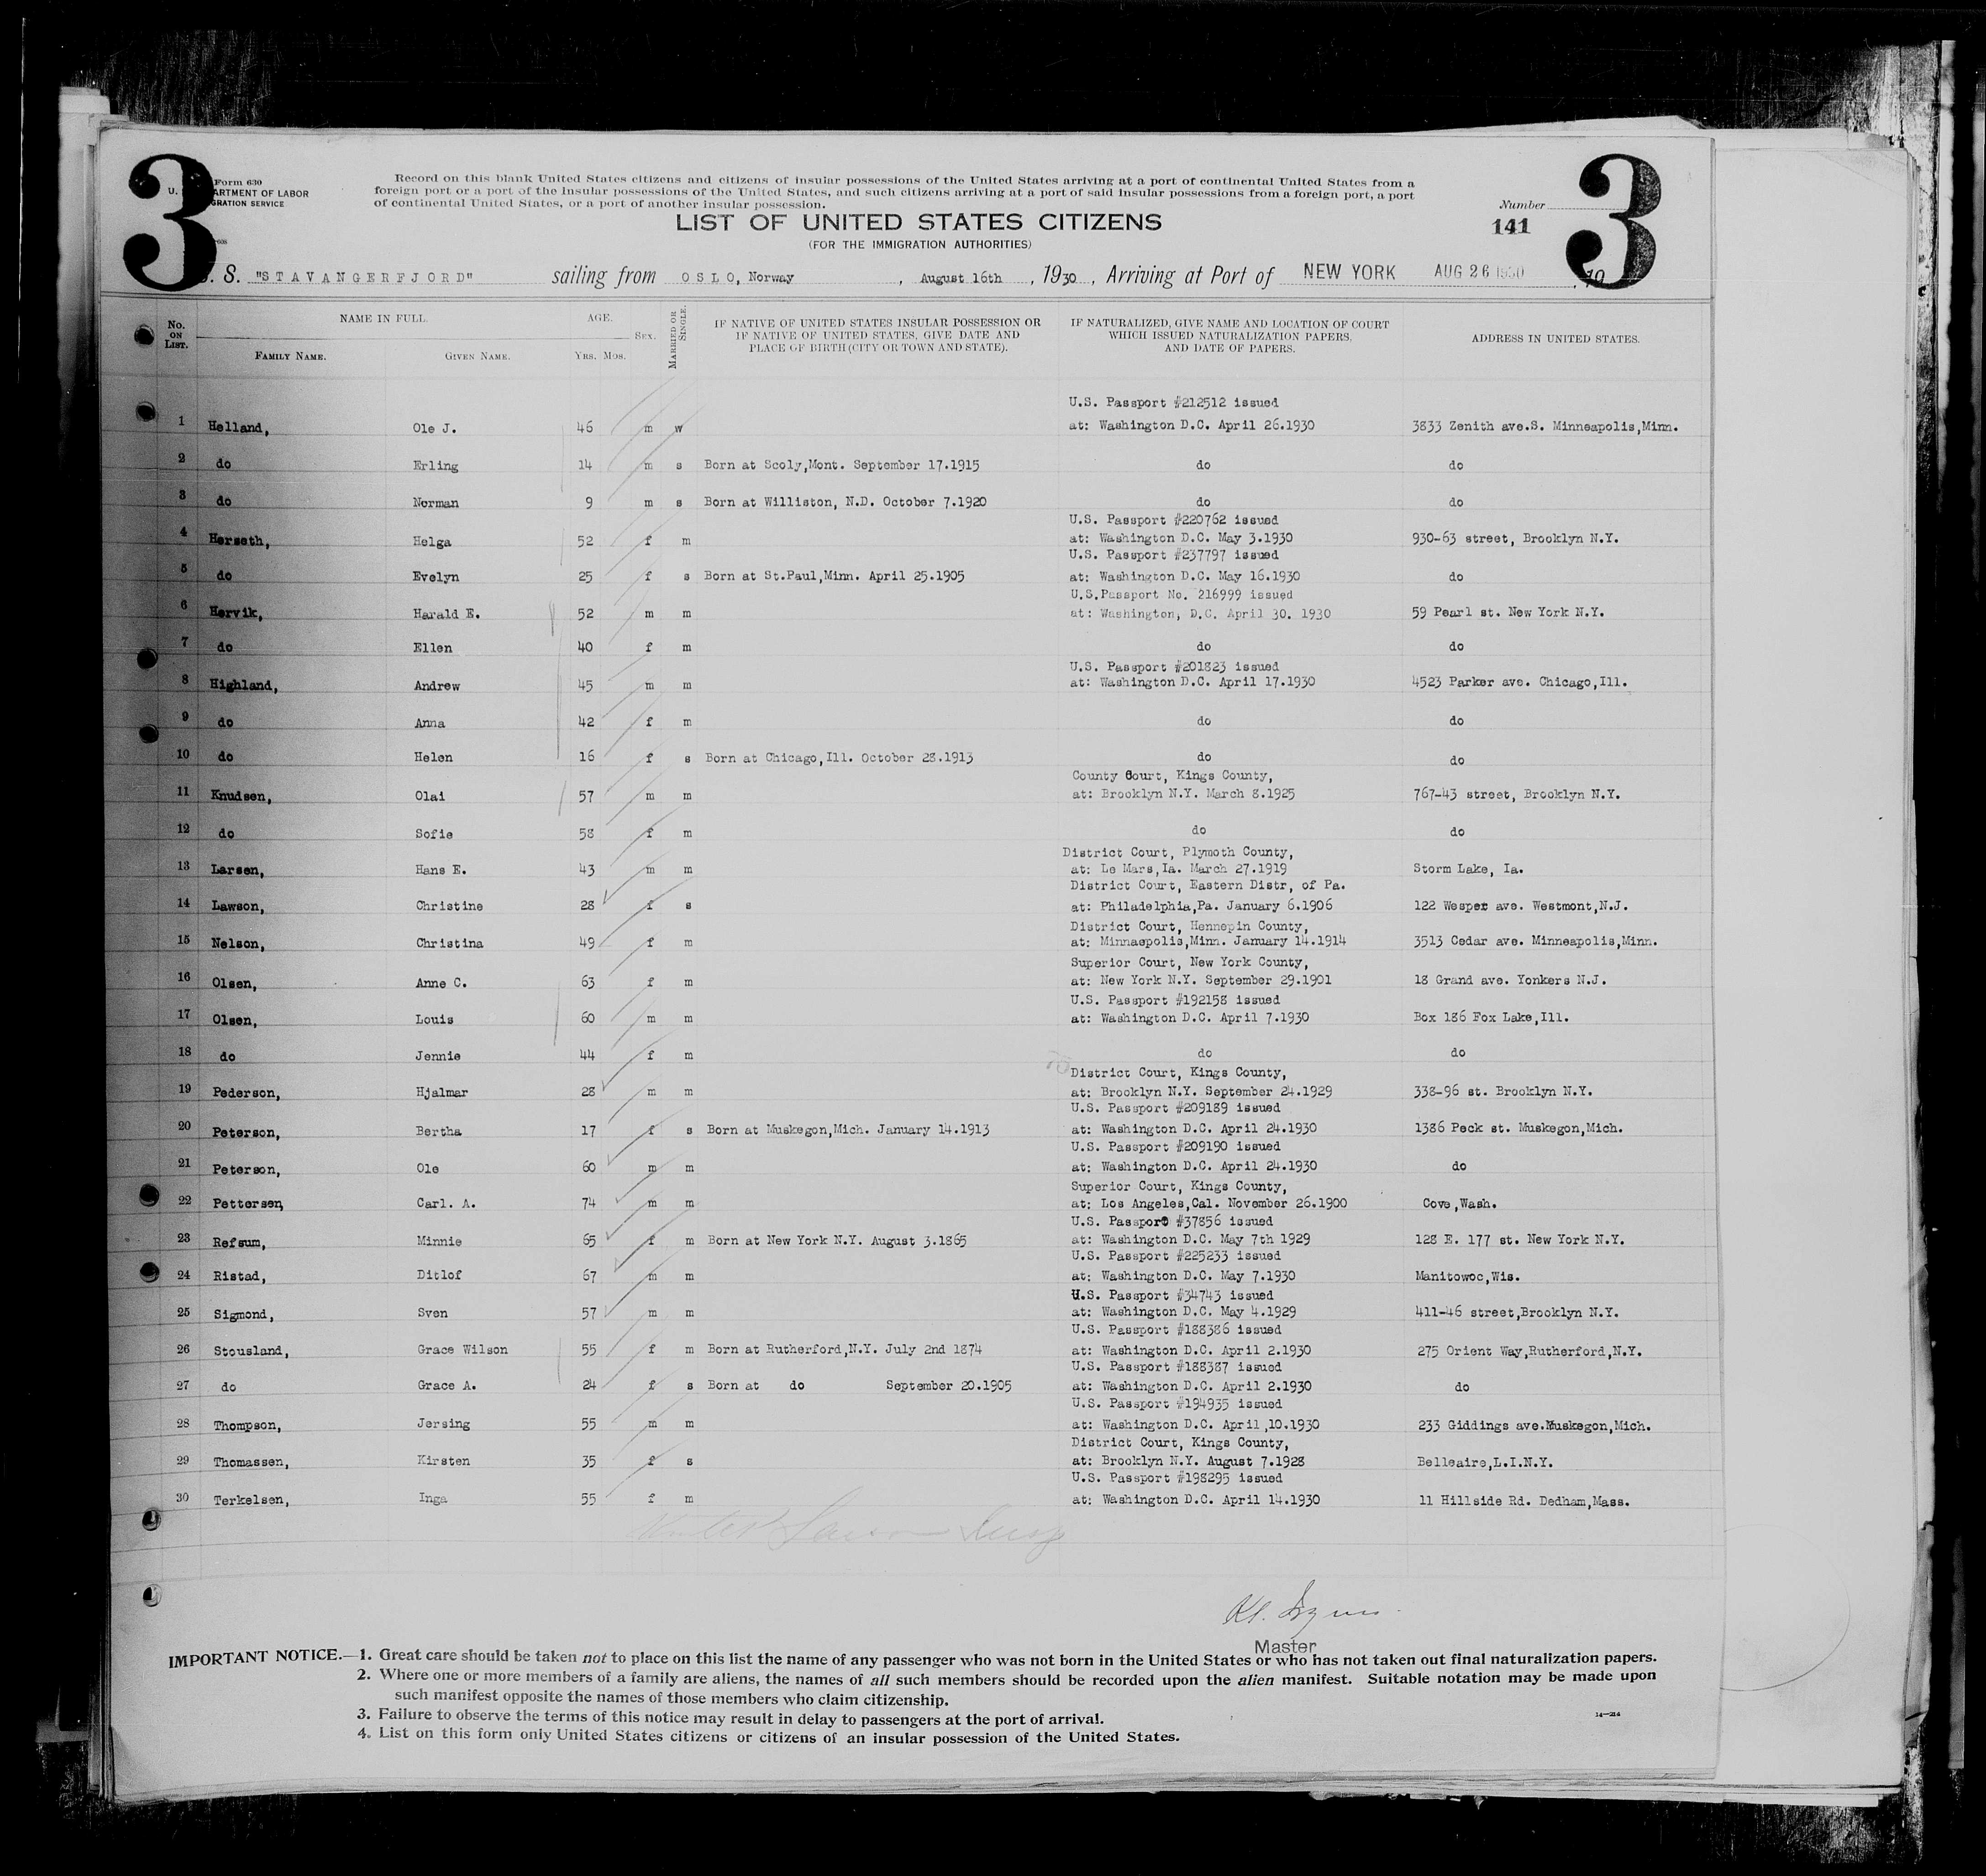 3
Form 630
U. ARTMENT OF LABOR
GRATION SERVICE
Record on this blank United States citizens and citizens of insular possessions of the United States arriving at a port of continental United States from a
foreign port or a port of the insular possessions of the United States, and such citizens arriving at a port of said insular possessions from a foreign port, a port
of continental United States, or a port of another insular possession.
LIST OF UNITED STATES CITIZENS
(FOR THE IMMIGRATION AUTHORITIES)
Number
141
3
S. "STAVANGERFJORD" sailing from OSLO, Norway, August 16th, 1930, Arriving at Port of NEW YORK AUG 26 1930, 19
No. ON LIST.
NAME IN FULL.
FAMILY NAME. GIVEN NAME.
AGE.
YRS. MOS.
SEX.
MARRIED OR SINGLE.
IF NATIVE OF UNITED STATES INSULAR POSSESSION OR
IF NATIVE OF UNITED STATES, GIVE DATE AND
PLACE OF BIRTH (CITY OR TOWN AND STATE).
IF NATURALIZED, GIVE NAME AND LOCATION OF COURT
WHICH ISSUED NATURALIZATION PAPERS,
AND DATE OF PAPERS.
ADDRESS IN UNITED STATES.
U.S. Passport #212512 issued
1 Helland, Ole J. 46 m w at: Washington D.C. April 26.1930 3833 Zenith ave.S. Minneapolis,Minn.
2 do Erling 14 m s Born at Scoly,Mont. September 17.1915 do do
3 do Norman 9 m s Born at Williston, N.D. October 7.1920 do do
U.S. Passport #220762 issued
4 Herseth, Helga 52 f m at: Washington D.C. May 3.1930 930-63 street, Brooklyn N.Y.
U.S. Passport #237797 issued
5 do Evelyn 25 f s Born at St.Paul,Minn. April 25.1905 at: Washington D.C. May 16.1930 do
U.S.Passport No. 216999 issued
6 Hervik, Harald E. 52 m m at: Washington, D.C. April 30. 1930 59 Pearl st. New York N.Y.
7 do Ellen 40 f m do do
U.S. Passport #201823 issued
8 Highland, Andrew 45 m m at: Washington D.C. April 17.1930 4523 Parker ave. Chicago,Ill.
9 do Anna 42 f m do do
10 do Helen 16 f s Born at Chicago,Ill. October 28.1913 do do
County Court, Kings County,
11 Knudsen, Olai 57 m m at: Brooklyn N.Y. March 8.1925 767-43 street, Brooklyn N.Y.
12 do Sofie 58 f m do do
District Court, Plymoth County,
13 Larsen, Hans E. 43 m m at: Le Mars,Ia. March 27.1919 Storm Lake, Ia.
District Court, Eastern Distr, of Pa.
14 Lawson, Christine 28 f s at: Philadelphia,Pa. January 6.1906 122 Wesper ave. Westmont,N.J.
District Court, Hennepin County,
15 Nelson, Christina 49 f m at: Minnaepolis,Minn. January 14.1914 3513 Cedar ave. Minneapolis,Minn.
Superior Court, New York County,
16 Olsen, Anne C. 63 f m at: New York N.Y. September 29.1901 18 Grand ave. Yonkers N.J.
U.S. Passport #192158 issued
17 Olsen, Louis 60 m m at: Washington D.C. April 7.1930 Box 186 Fox Lake,Ill.
18 do Jennie 44 f m do do
District Court, Kings County,
19 Pederson, Hjalmar 28 m m at: Brooklyn N.Y. September 24.1929 338-96 st. Brooklyn N.Y.
U.S. Passport #209189 issued
20 Peterson, Bertha 17 f s Born at Muskegon,Mich. January 14.1913 at: Washington D.C. April 24.1930 1386 Peck st. Muskegon,Mich.
U.S. Passport #209190 issued
21 Peterson, Ole 60 m m at: Washington D.C. April 24.1930 do
Superior Court, Kings County,
22 Pettersen, Carl. A. 74 m m at: Los Angeles,Cal. November 26.1900 Cove,Wash.
U.S. Passport #37856 issued
23 Refsum, Minnie 65 f m Born at New York N.Y. August 3.1865 at: Washington D.C. May 7th 1929 128 E. 177 st. New York N.Y.
U.S. Passport #225233 issued
24 Ristad, Ditlof 67 m m at: Washington D.C. May 7.1930 Manitowoc,Wis.
U.S. Passport #34743 issued
25 Sigmond, Sven 57 m m at: Washington D.C. May 4.1929 411-46 street,Brooklyn N.Y.
U.S. Passport #188386 issued
26 Stousland, Grace Wilson 55 f m Born at Rutherford,N.Y. July 2nd 1874 at: Washington D.C. April 2.1930 275 Orient Way,Rutherford,N.Y.
U.S. Passport #188387 issued
27 do Grace A. 24 f s Born at do September 20.1905 at: Washington D.C. April 2.1930 do
U.S. Passport #194935 issued
28 Thompson, Jersing 55 m m at: Washington D.C. April,10.1930 233 Giddings ave.Muskegon,Mich.
District Court, Kings County,
29 Thomassen, Kirsten 35 f s at: Brooklyn N.Y. August 7.1928 Belleaire,L.I.N.Y.
U.S. Passport #198295 issued
30 Terkelsen, Inga 55 f m at: Washington D.C. April 14.1930 11 Hillside Rd. Dedham,Mass.
Master
IMPORTANT NOTICE.—1. Great care should be taken not to place on this list the name of any passenger who was not born in the United States or who has not taken out final naturalization papers.
2. Where one or more members of a family are aliens, the names of all such members should be recorded upon the alien manifest. Suitable notation may be made upon
such manifest opposite the names of those members who claim citizenship.
3. Failure to observe the terms of this notice may result in delay to passengers at the port of arrival.
4. List on this form only United States citizens or citizens of an insular possession of the United States.
14—214